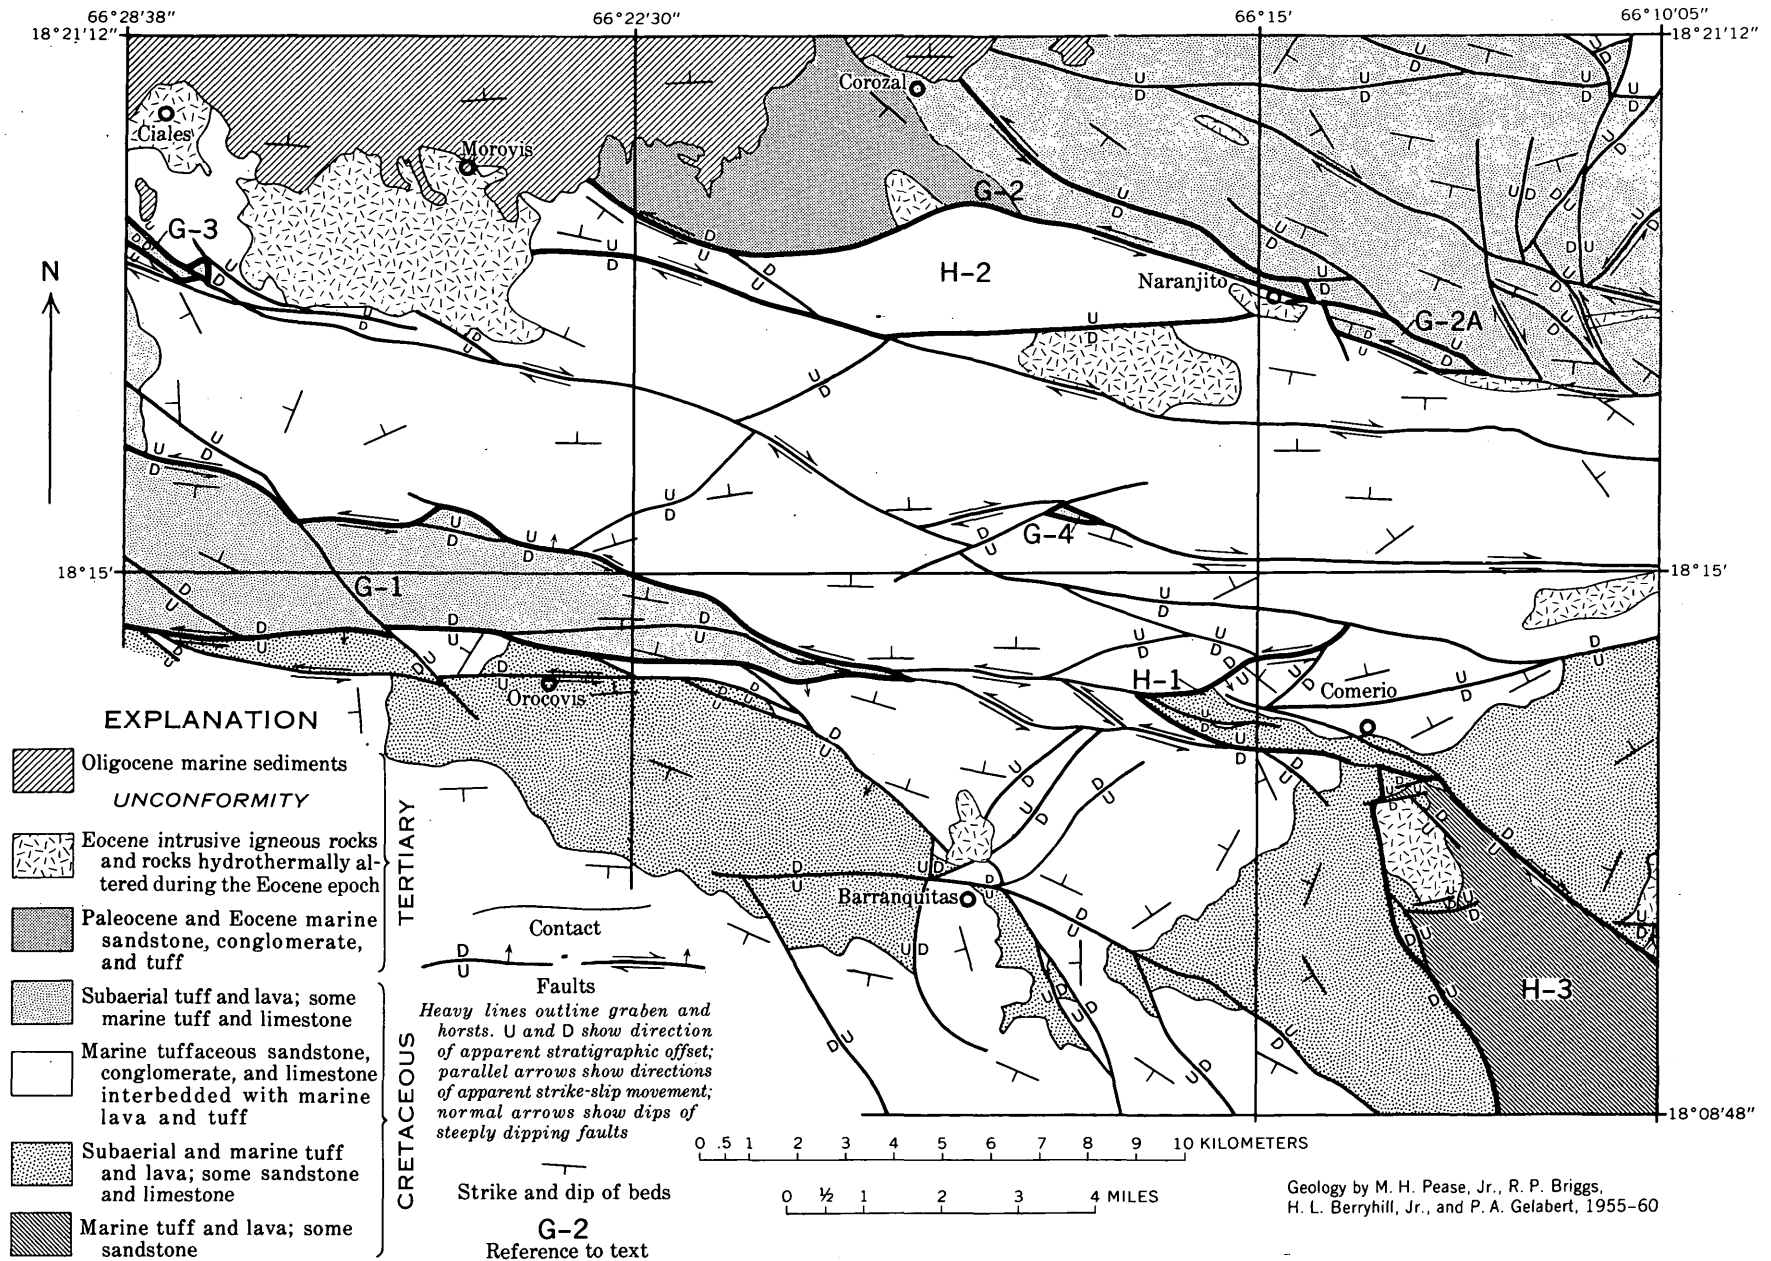 66°28'38" 66°22'30" 66°15' 66°10'05"
18°21'12" 18°21'12"
Corozal
Ciales
Morovis
G-2
G-3
N
H-2
Naranjito
G-2A
G-4
18°15' 18°15'
G-1
H-1
Comerio
Orocovis
Barranquitas
H-3
18°08'48"
EXPLANATION
Oligocene marine sediments
UNCONFORMITY
Eocene intrusive igneous rocks
and rocks hydrothermally al-
tered during the Eocene epoch
Paleocene and Eocene marine
sandstone, conglomerate,
and tuff
TERTIARY
Subaerial tuff and lava; some
marine tuff and limestone
Marine tuffaceous sandstone,
conglomerate, and limestone
interbedded with marine
lava and tuff
Subaerial and marine tuff
and lava; some sandstone
and limestone
Marine tuff and lava; some
sandstone
CRETACEOUS
Contact
D
U
Faults
Heavy lines outline graben and
horsts. U and D show direction
of apparent stratigraphic offset;
parallel arrows show directions
of apparent strike-slip movement;
normal arrows show dips of
steeply dipping faults
Strike and dip of beds
G-2
Reference to text
0 .5 1 2 3 4 5 6 7 8 9 10 KILOMETERS
0 ½ 1 2 3 4 MILES
Geology by M. H. Pease, Jr., R. P. Briggs,
H. L. Berryhill, Jr., and P. A. Gelabert, 1955-60